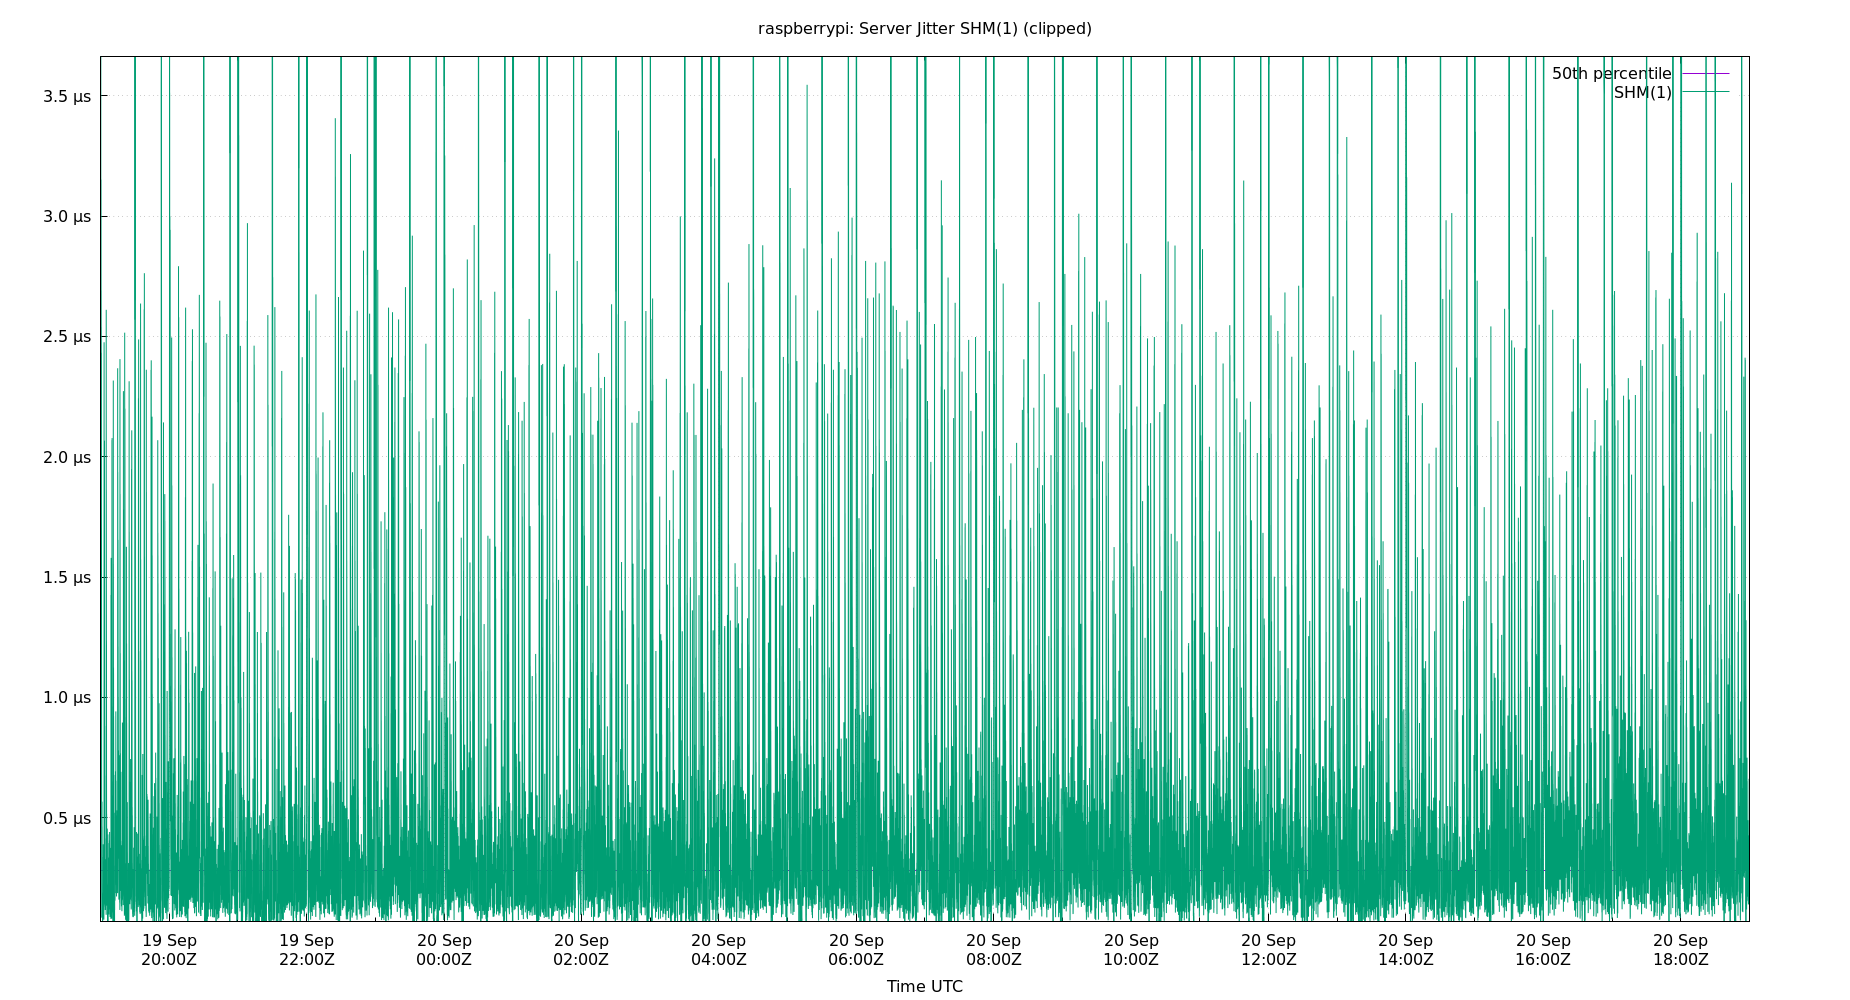 raspberrypi: Server Jitter SHM(1) (clipped)
50th percentile
SHM(1)
3.5 µs
3.0 µs
2.5 µs
2.0 µs
1.5 µs
1.0 µs
0.5 µs
19 Sep 19 Sep 20 Sep 20 Sep 20 Sep 20 Sep 20 Sep 20 Sep 20 Sep 20 Sep 20 Sep 20 Sep
20:00Z 22:00Z 00:00Z 02:00Z 04:00Z 06:00Z 08:00Z 10:00Z 12:00Z 14:00Z 16:00Z 18:00Z
Time UTC